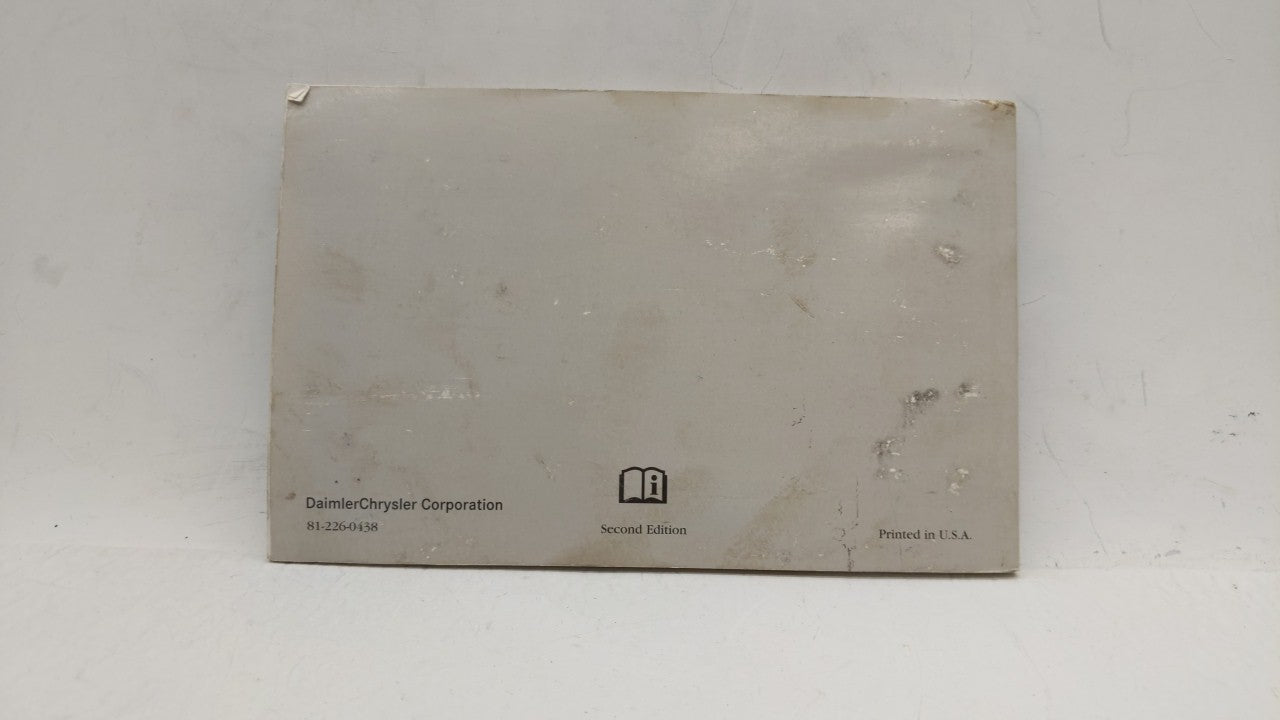 DaimlerChrysler Corporation
81-226-0438
i
Second Edition
Printed in U.S.A.